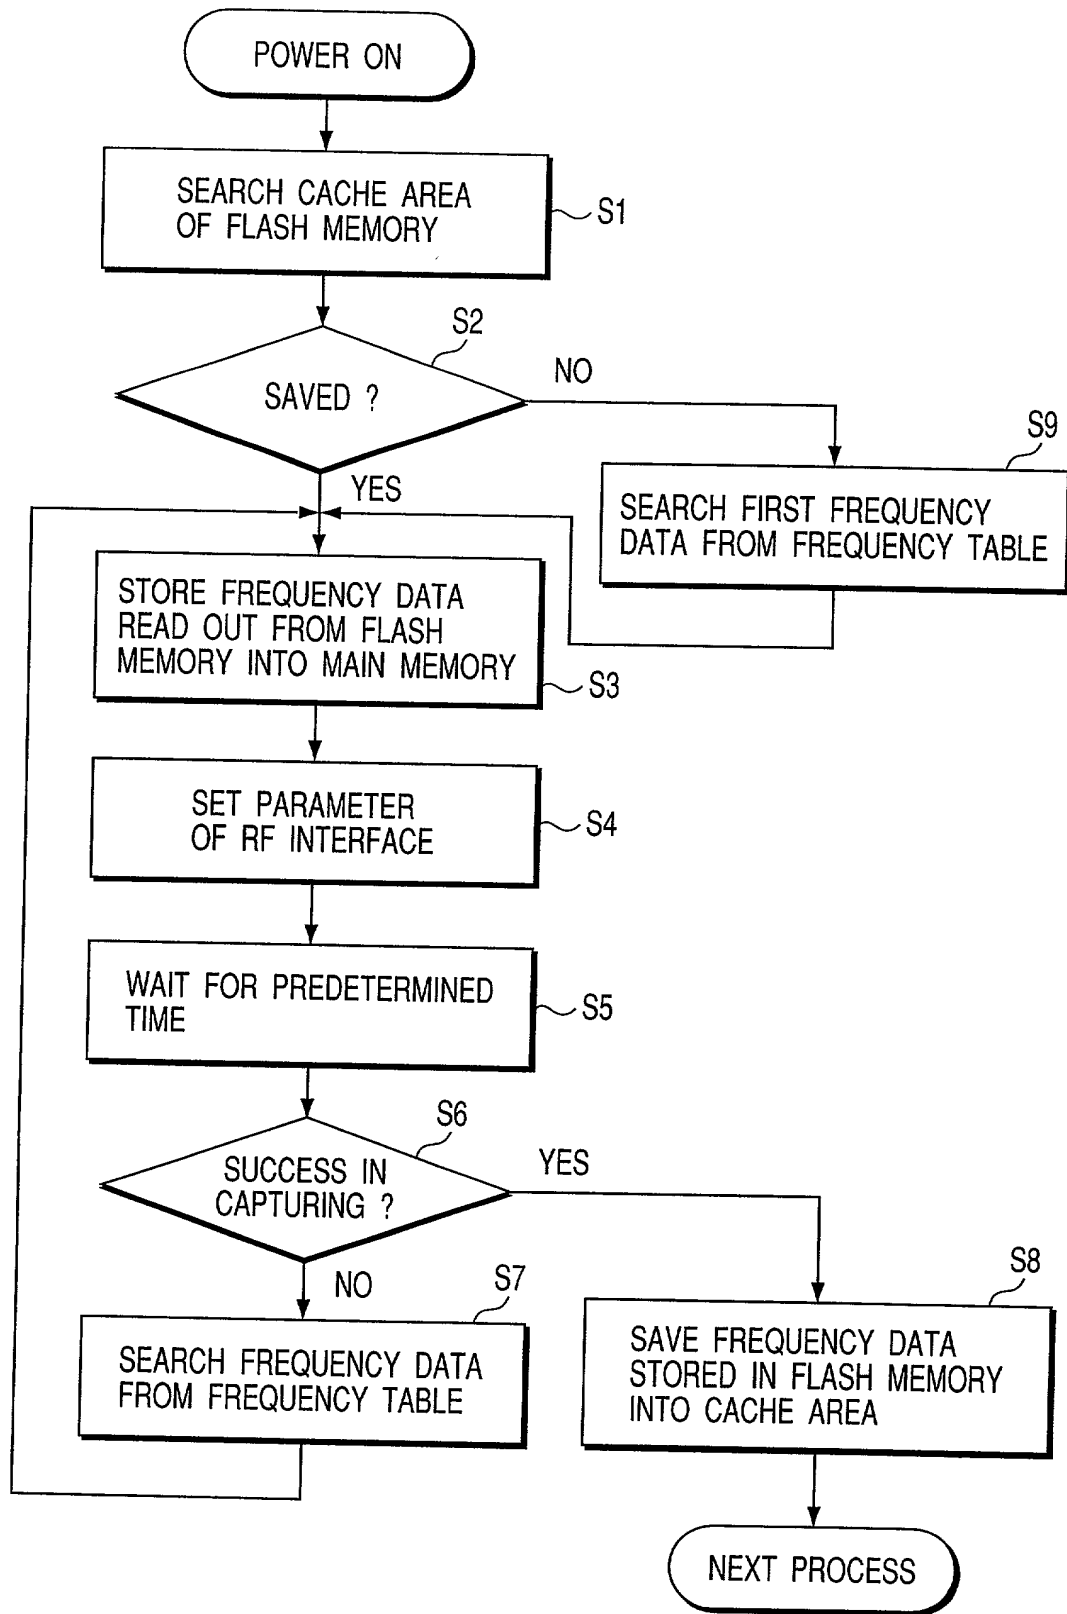 POWER ON
SEARCH CACHE AREA
OF FLASH MEMORY
S1
S2
SAVED ?
NO
YES
S9
SEARCH FIRST FREQUENCY
DATA FROM FREQUENCY TABLE
STORE FREQUENCY DATA
READ OUT FROM FLASH
MEMORY INTO MAIN MEMORY
S3
SET PARAMETER
OF RF INTERFACE
S4
WAIT FOR PREDETERMINED
TIME
S5
S6
SUCCESS IN
CAPTURING ?
YES
NO
S7
SEARCH FREQUENCY DATA
FROM FREQUENCY TABLE
S8
SAVE FREQUENCY DATA
STORED IN FLASH MEMORY
INTO CACHE AREA
NEXT PROCESS